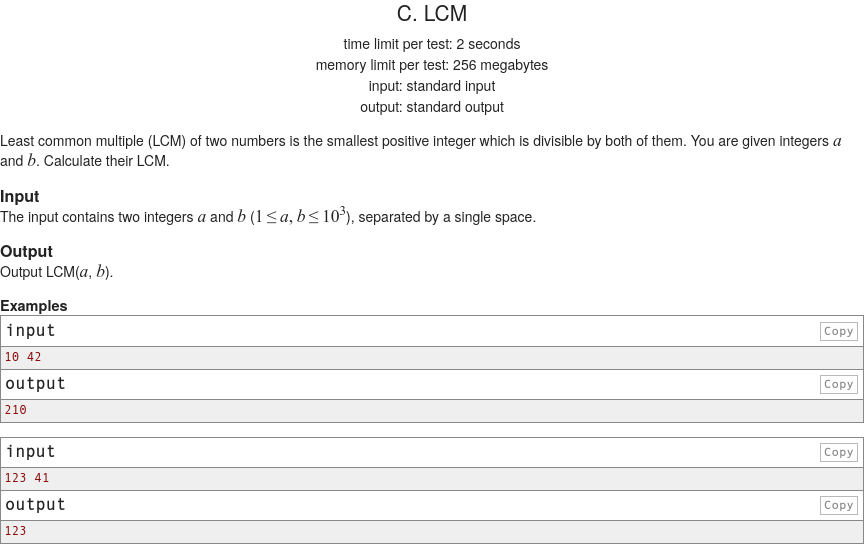 C. LCM
time limit per test: 2 seconds
memory limit per test: 256 megabytes
input: standard input
output: standard output
Least common multiple (LCM) of two numbers is the smallest positive integer which is divisible by both of them. You are given integers a
and b. Calculate their LCM.
Input
The input contains two integers a and b (1 ≤ a, b ≤ 10³), separated by a single space.
Output
Output LCM(a, b).
Examples
input Copy
10 42
output Copy
210
input Copy
123 41
output Copy
123